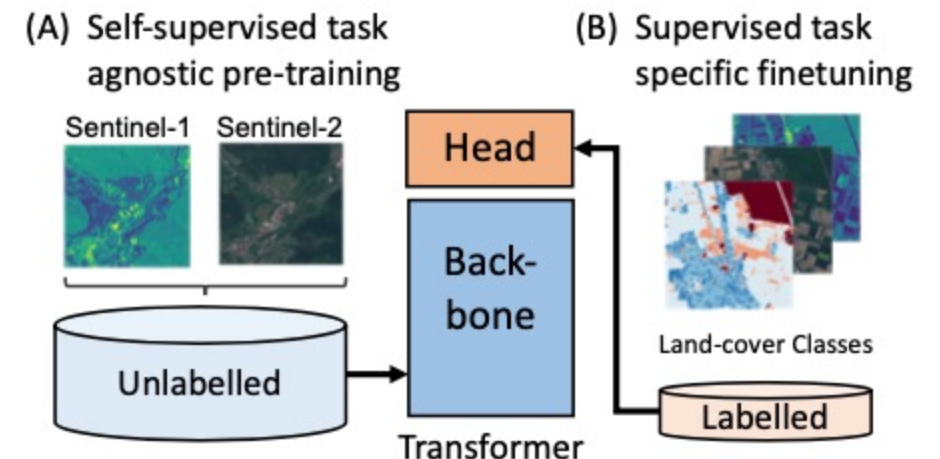 (A) Self-supervised task
agnostic pre-training
Sentinel-1 Sentinel-2
Unlabelled
Head
Back-
bone
Transformer
(B) Supervised task
specific finetuning
Land-cover Classes
Labelled